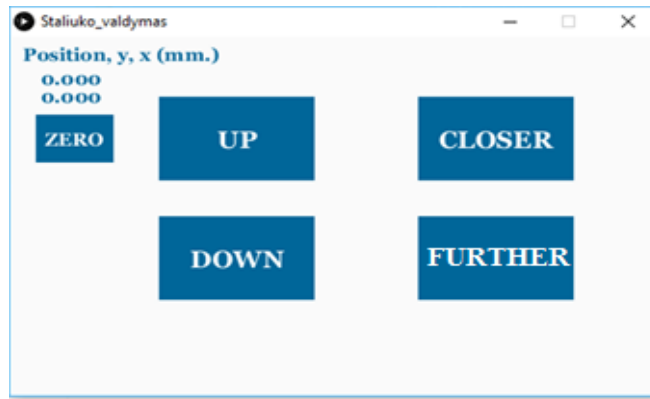 Staliuko_valdymas
Position, y, x (mm.)
0.000
0.000
ZERO
UP
CLOSER
DOWN
FURTHER